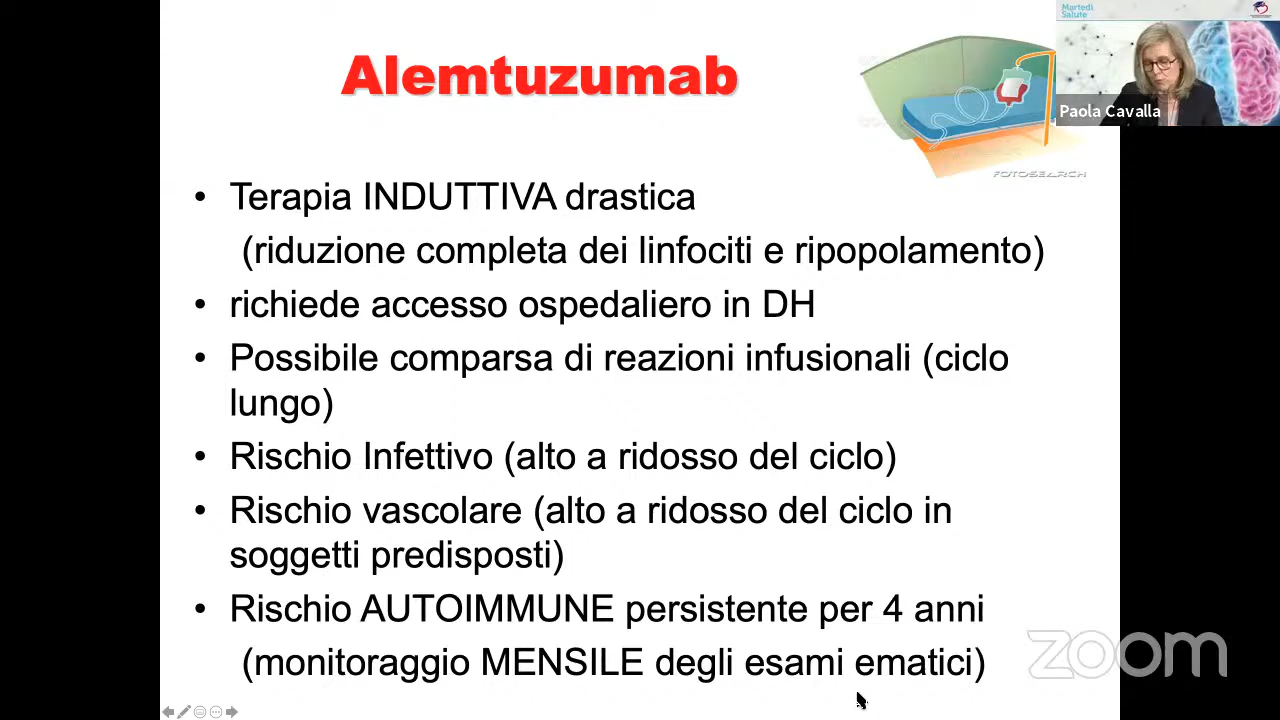 Martedì
Salute
Alemtuzumab
Paola Cavalla
FOTOSEARCH
• Terapia INDUTTIVA drastica
(riduzione completa dei linfociti e ripopolamento)
• richiede accesso ospedaliero in DH
• Possibile comparsa di reazioni infusionali (ciclo
lungo)
• Rischio Infettivo (alto a ridosso del ciclo)
• Rischio vascolare (alto a ridosso del ciclo in
soggetti predisposti)
• Rischio AUTOIMMUNE persistente per 4 anni
(monitoraggio MENSILE degli esami ematici)
zoom